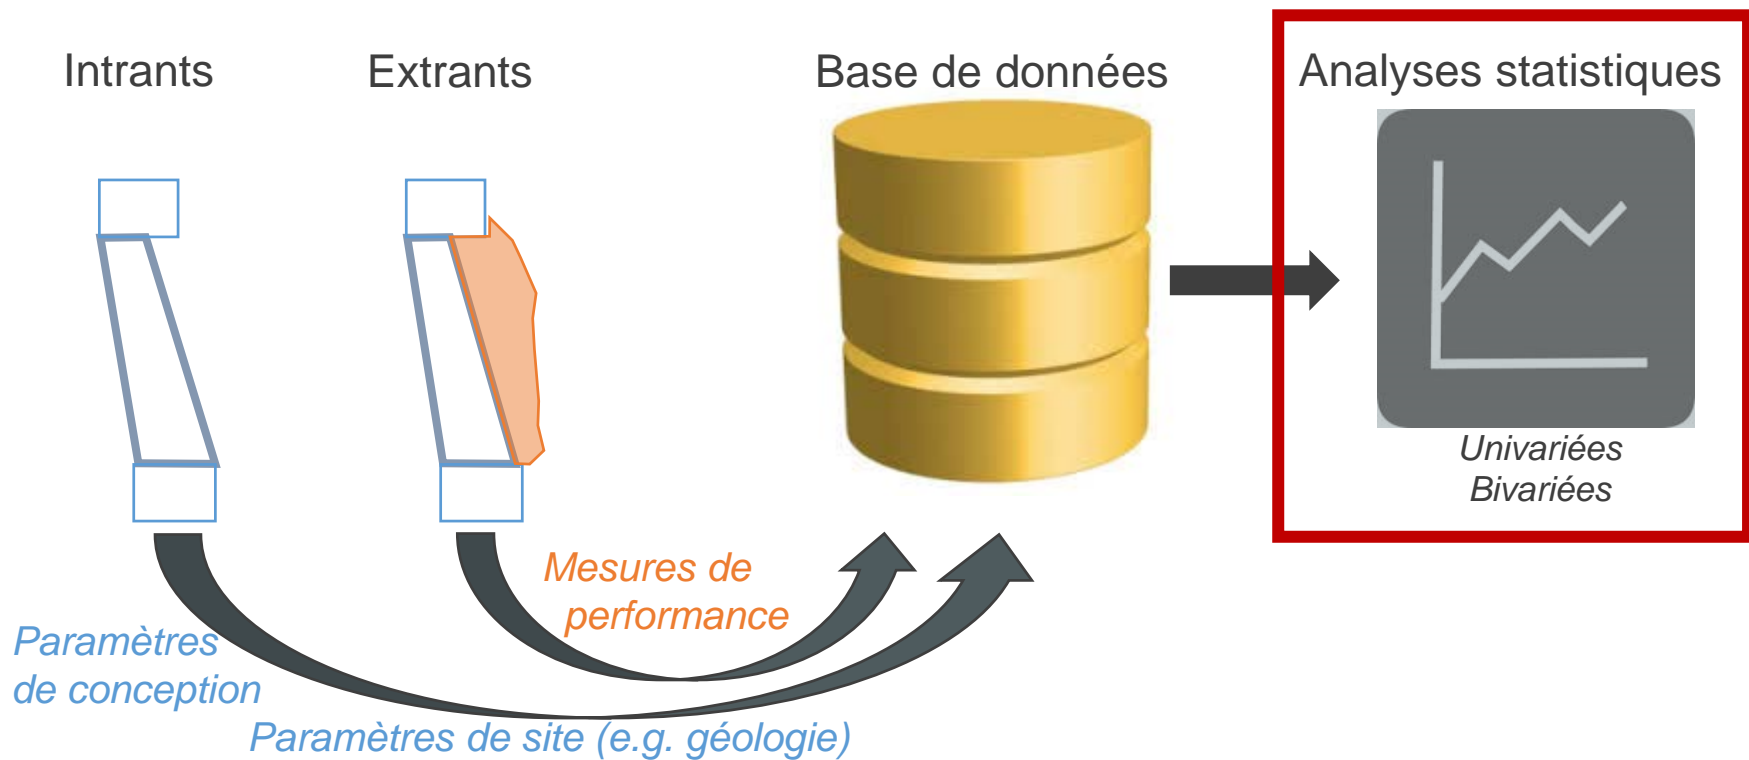 Intrants
Extrants
Base de données
Analyses statistiques
Univariées
Bivariées
Mesures de
performance
Paramètres
de conception
Paramètres de site (e.g. géologie)